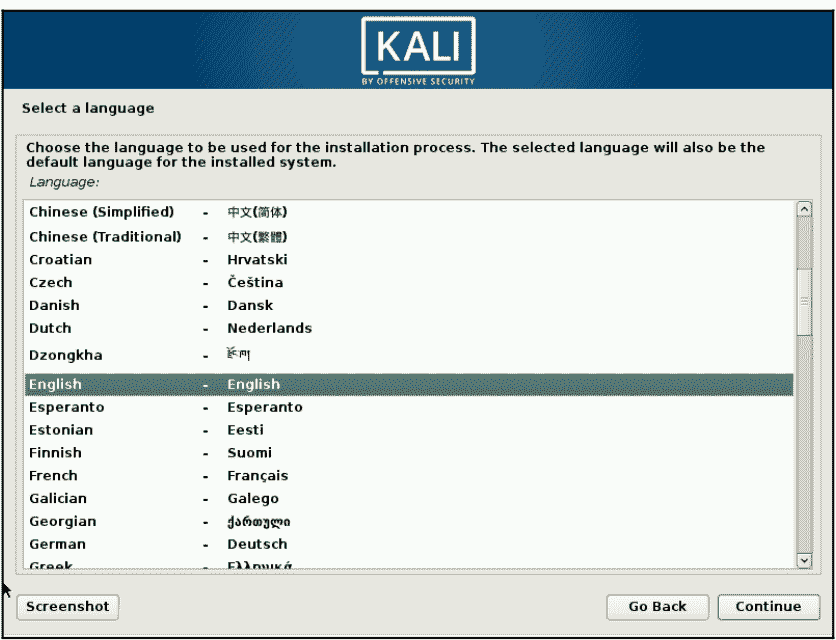 KALI
BY OFFENSIVE SECURITY
Select a language
Choose the language to be used for the installation process. The selected language will also be the
default language for the installed system.
Language:
Chinese (Simplified) - 中文(简体)
Chinese (Traditional) - 中文(繁體)
Croatian - Hrvatski
Czech - Čeština
Danish - Dansk
Dutch - Nederlands
Dzongkha - རྫོང་ཁ།
English - English
Esperanto - Esperanto
Estonian - Eesti
Finnish - Suomi
French - Français
Galician - Galego
Georgian - ქართული
German - Deutsch
Greek - Ελληνικά
Screenshot
Go Back
Continue